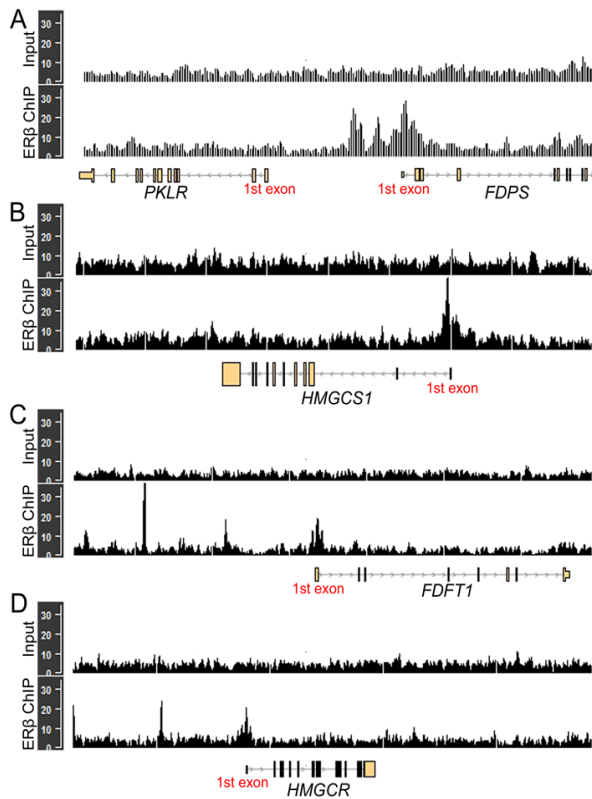 A
Input
30
20
10
0
ERβ ChIP
30
20
10
0
PKLR
1st exon
1st exon
FDPS
B
Input
30
20
10
0
ERβ ChIP
30
20
10
0
HMGCS1
1st exon
C
Input
30
20
10
0
ERβ ChIP
30
20
10
0
1st exon
FDFT1
D
Input
30
20
10
0
ERβ ChIP
30
20
10
0
1st exon
HMGCR